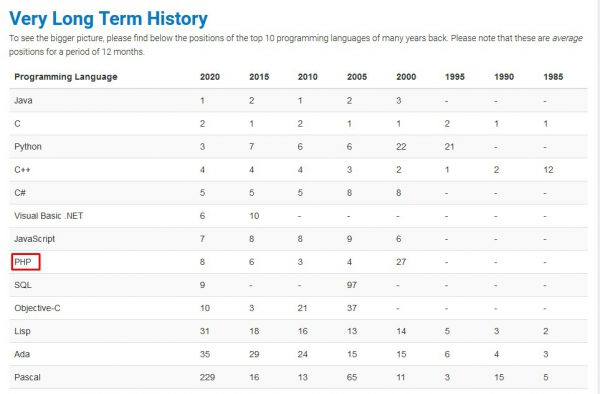 Very Long Term History
To see the bigger picture, please find below the positions of the top 10 programming languages of many years back. Please note that these are average
positions for a period of 12 months.
Programming Language 2020 2015 2010 2005 2000 1995 1990 1985
Java 1 2 1 2 3 - - -
C 2 1 2 1 1 2 1 1
Python 3 7 6 6 22 21 - -
C++ 4 4 4 3 2 1 2 12
C# 5 5 5 8 8 - - -
Visual Basic .NET 6 10 - - - - - -
JavaScript 7 8 8 9 6 - - -
PHP 8 6 3 4 27 - - -
SQL 9 - - 97 - - - -
Objective-C 10 3 21 37 - - - -
Lisp 31 18 16 13 14 5 3 2
Ada 35 29 24 15 15 6 4 3
Pascal 229 16 13 65 11 3 15 5